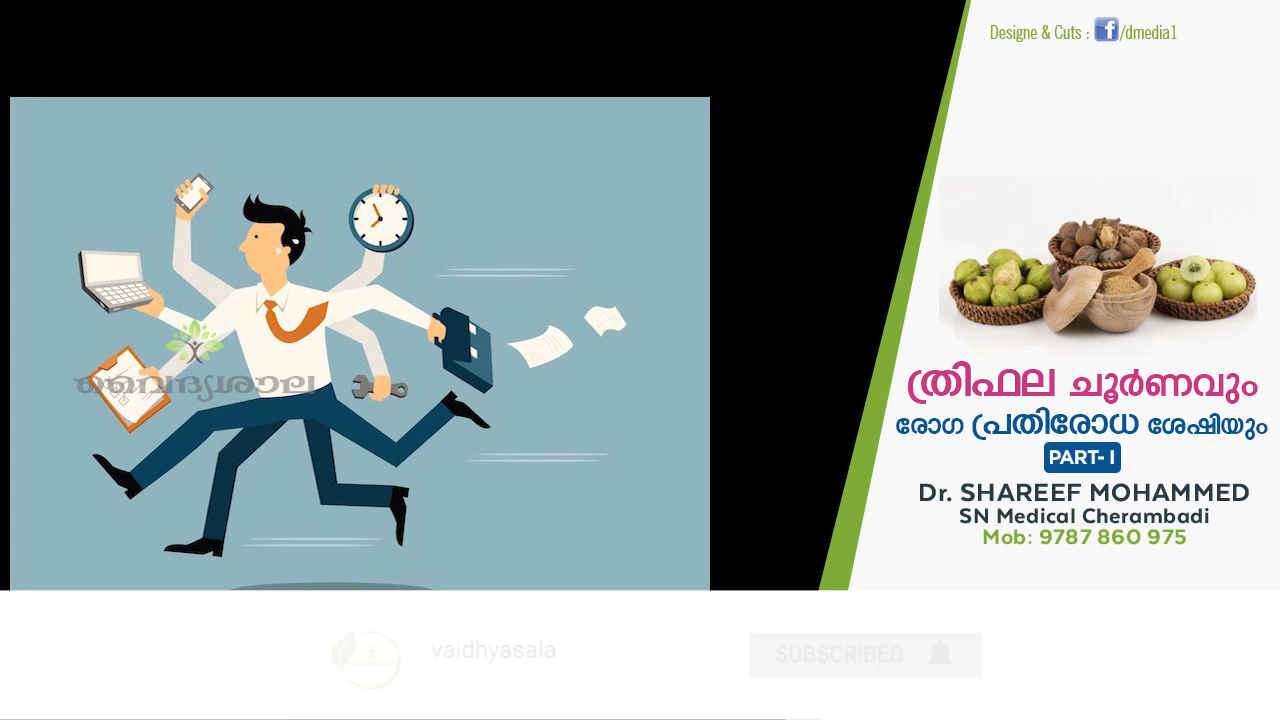 Designe & Cuts : f/dmedia1
വൈദ്യശാല
ത്രിഫല ചൂർണവും
രോഗ പ്രതിരോധ ശേഷിയും
PART- I
Dr. SHAREEF MOHAMMED
SN Medical Cherambadi
Mob: 9787 860 975
vaidhyasala
SUBSCRIBED